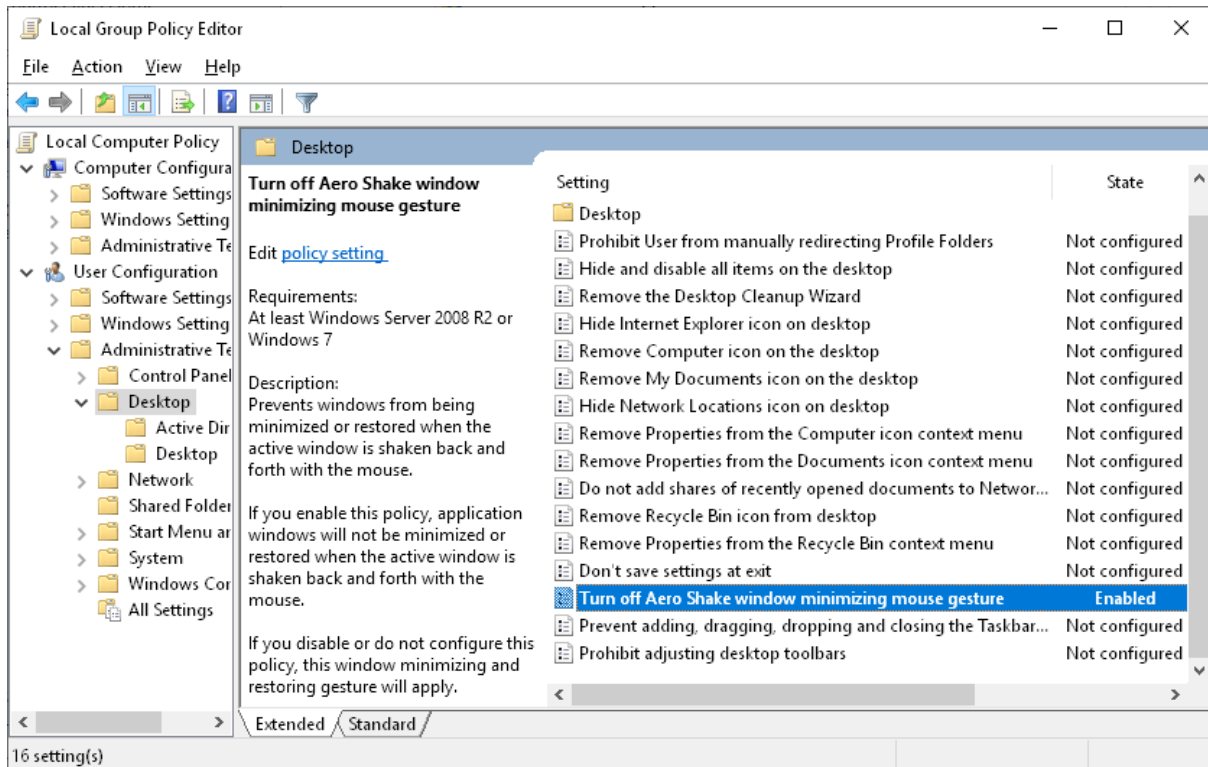 Local Group Policy Editor
File Action View Help
Local Computer Policy
Computer Configura
Software Settings
Windows Setting
Administrative Te
User Configuration
Software Settings
Windows Setting
Administrative Te
Control Panel
Desktop
Active Dir
Desktop
Network
Shared Folder
Start Menu ar
System
Windows Cor
All Settings
Desktop
Turn off Aero Shake window
minimizing mouse gesture
Edit policy setting
Requirements:
At least Windows Server 2008 R2 or
Windows 7
Description:
Prevents windows from being
minimized or restored when the
active window is shaken back and
forth with the mouse.
If you enable this policy, application
windows will not be minimized or
restored when the active window is
shaken back and forth with the
mouse.
If you disable or do not configure this
policy, this window minimizing and
restoring gesture will apply.
Setting State
Desktop
Prohibit User from manually redirecting Profile Folders Not configured
Hide and disable all items on the desktop Not configured
Remove the Desktop Cleanup Wizard Not configured
Hide Internet Explorer icon on desktop Not configured
Remove Computer icon on the desktop Not configured
Remove My Documents icon on the desktop Not configured
Hide Network Locations icon on desktop Not configured
Remove Properties from the Computer icon context menu Not configured
Remove Properties from the Documents icon context menu Not configured
Do not add shares of recently opened documents to Networ... Not configured
Remove Recycle Bin icon from desktop Not configured
Remove Properties from the Recycle Bin context menu Not configured
Don't save settings at exit Not configured
Turn off Aero Shake window minimizing mouse gesture Enabled
Prevent adding, dragging, dropping and closing the Taskbar... Not configured
Prohibit adjusting desktop toolbars Not configured
Extended Standard
16 setting(s)